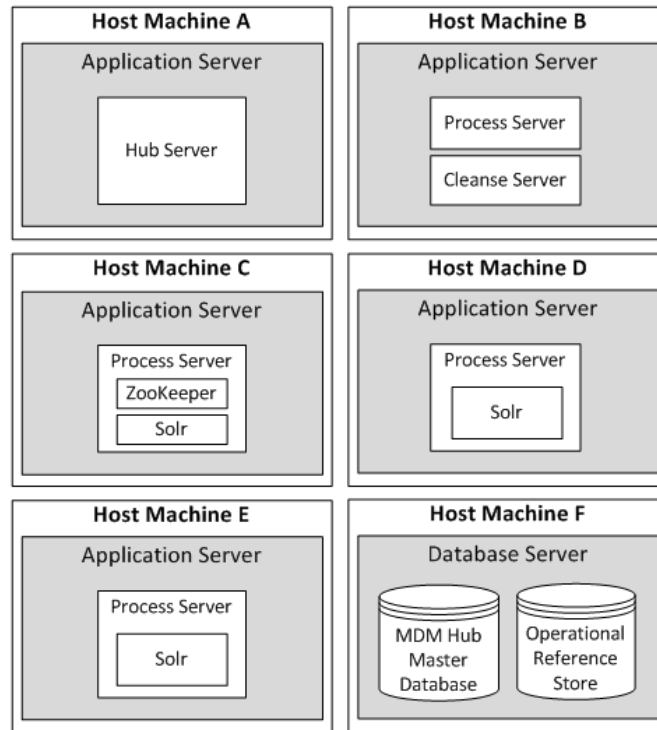 Host Machine A
Application Server
Hub Server
Host Machine B
Application Server
Process Server
Cleanse Server
Host Machine C
Application Server
Process Server
ZooKeeper
Solr
Host Machine D
Application Server
Process Server
Solr
Host Machine E
Application Server
Process Server
Solr
Host Machine F
Database Server
MDM Hub
Master
Database
Operational
Reference
Store